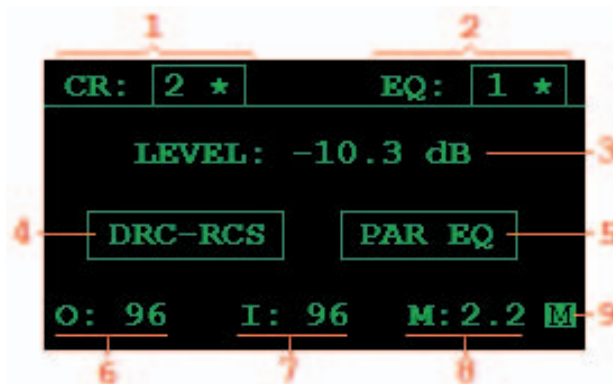 1 2
CR: 2 ★ EQ: 1 ★
LEVEL: -10.3 dB 3
4 DRC-RCS PAR EQ 5
O: 96 I: 96 M:2.2 M 9
6 7 8